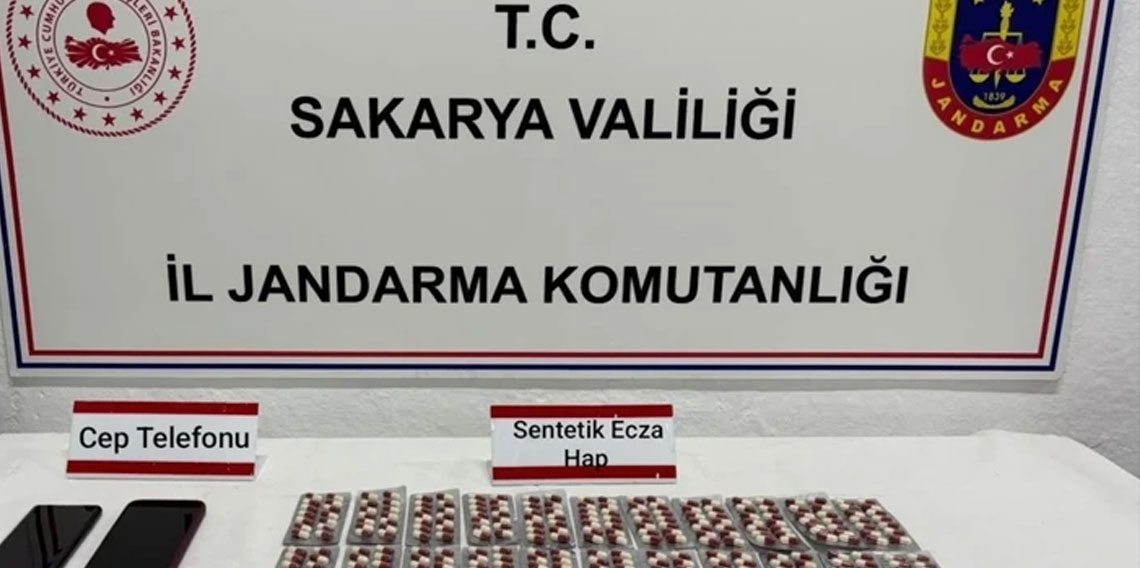 T.C.
SAKARYA VALİLİĞİ
İL JANDARMA KOMUTANLIĞI
JANDARMA
1839
Cep Telefonu
Sentetik Ecza
Hap